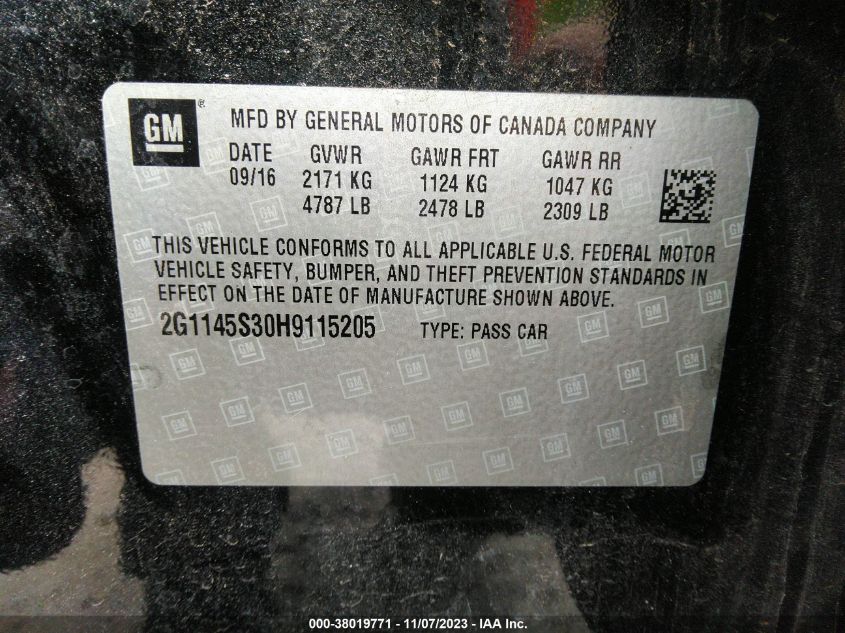 GM ®
MFD BY GENERAL MOTORS OF CANADA COMPANY
DATE GVWR GAWR FRT GAWR RR
09/16 2171 KG 1124 KG 1047 KG
4787 LB 2478 LB 2309 LB
THIS VEHICLE CONFORMS TO ALL APPLICABLE U.S. FEDERAL MOTOR
VEHICLE SAFETY, BUMPER, AND THEFT PREVENTION STANDARDS IN
EFFECT ON THE DATE OF MANUFACTURE SHOWN ABOVE.
2G1145S30H9115205 TYPE: PASS CAR
000-38019771 - 11/07/2023 - IAA Inc.